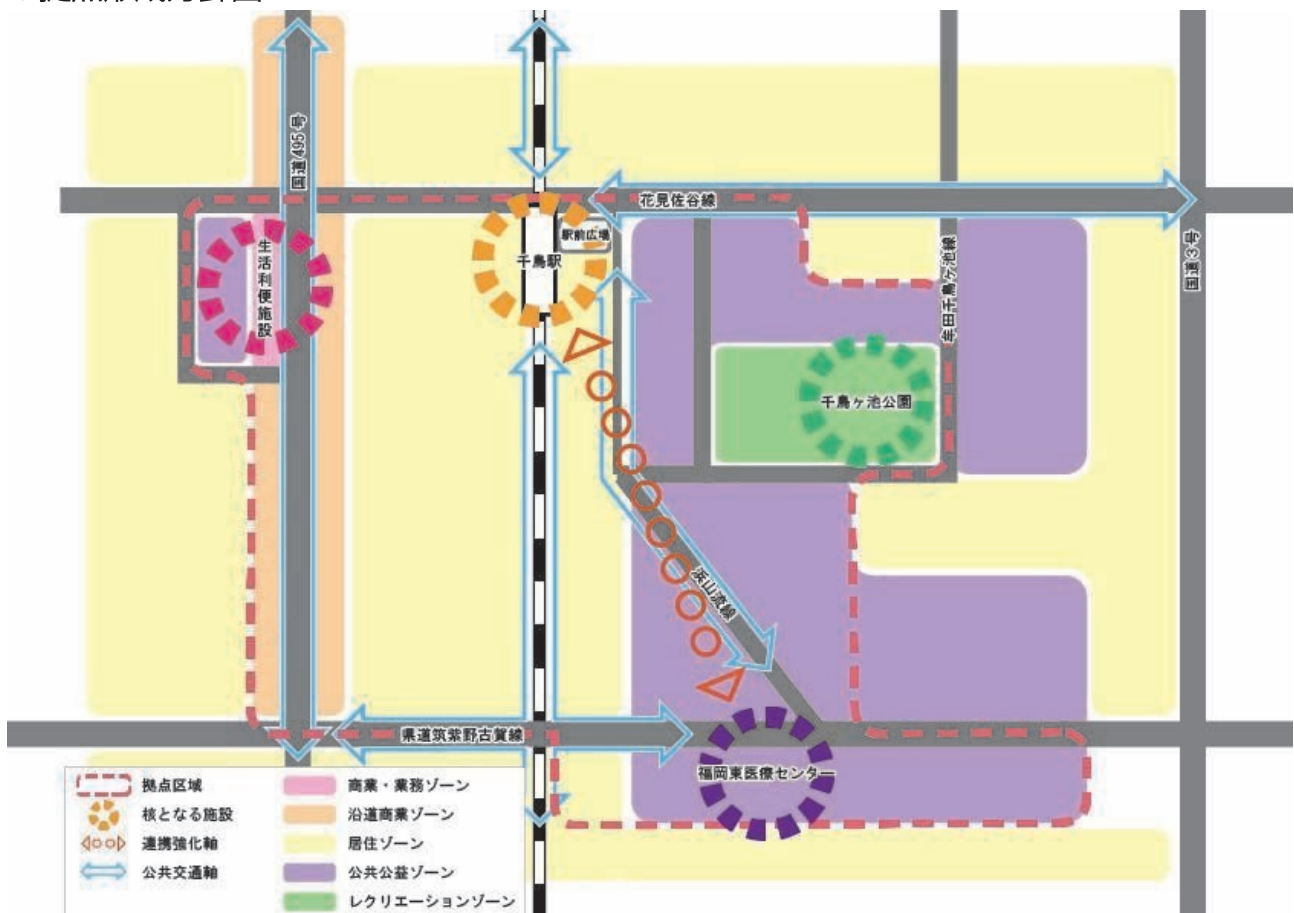 国道495号
花見佐谷線
駅前広場
千鳥駅
生活利便施設
国道3号
牟田千鳥ヶ池線
千鳥ヶ池公園
浜山流線
県道筑紫野古賀線
福岡東医療センター
拠点区域
核となる施設
連携強化軸
公共交通軸
商業・業務ゾーン
沿道商業ゾーン
居住ゾーン
公共公益ゾーン
レクリエーションゾーン